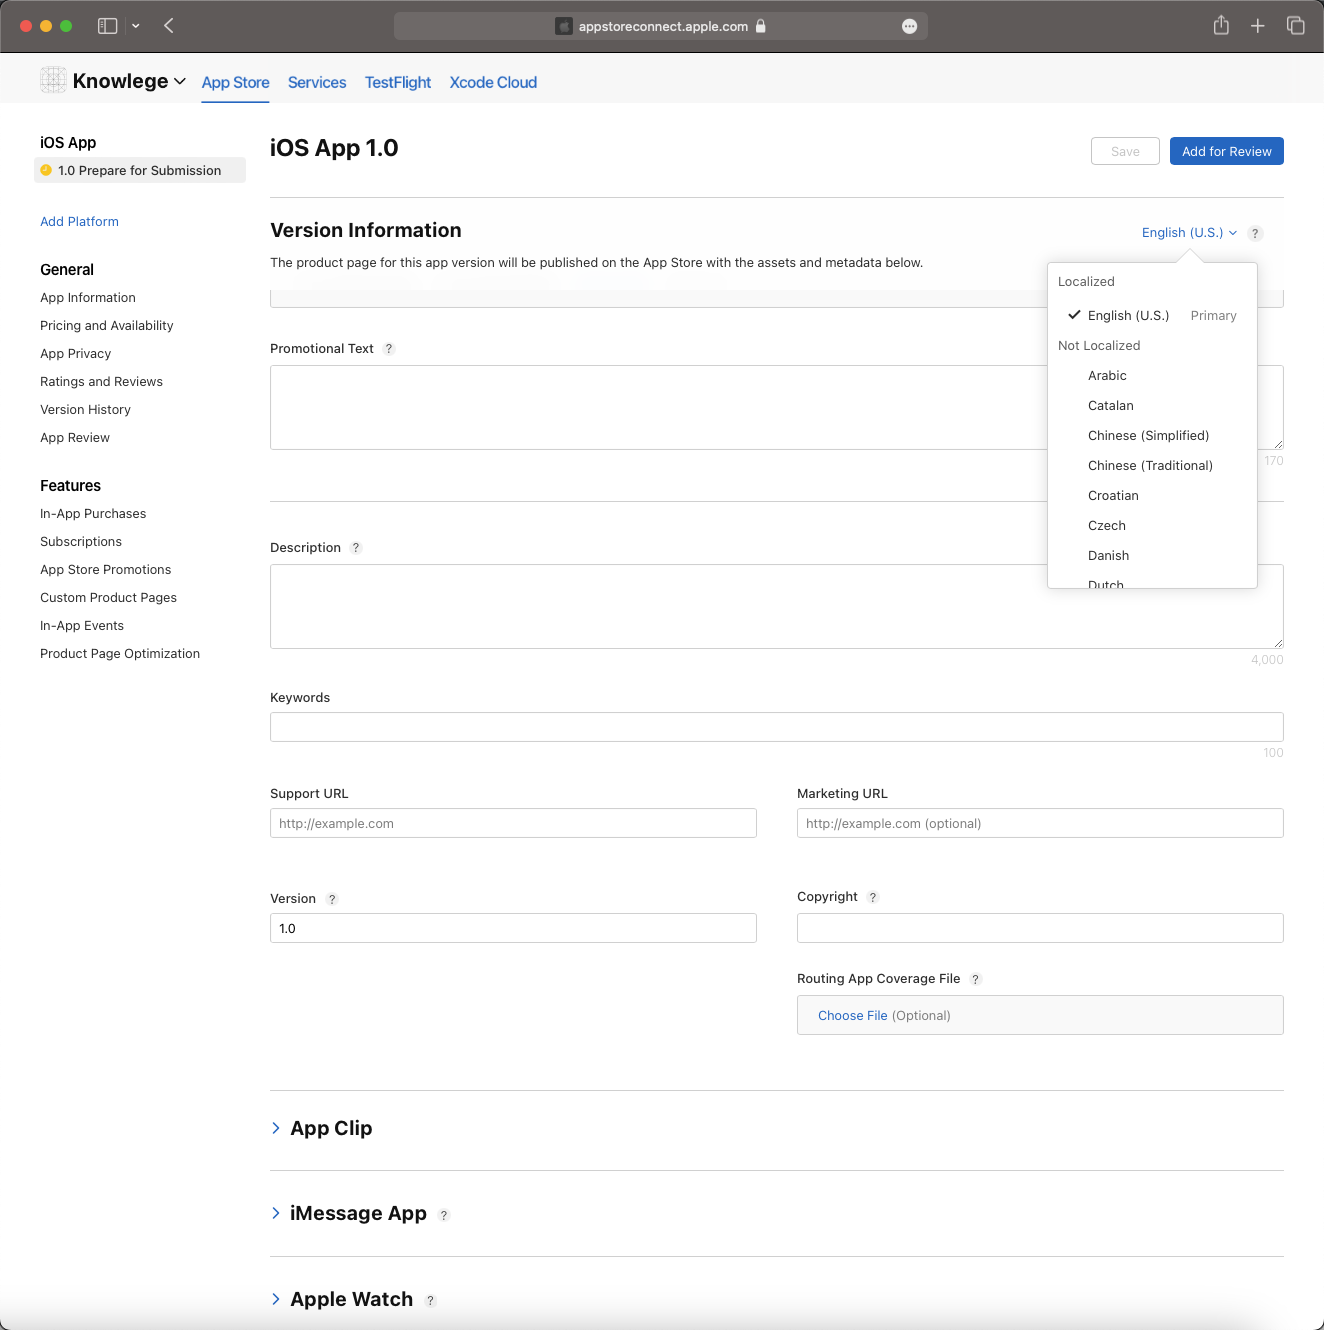 appstoreconnect.apple.com
Knowlege
App Store
Services
TestFlight
Xcode Cloud
iOS App
1.0 Prepare for Submission
Add Platform
General
App Information
Pricing and Availability
App Privacy
Ratings and Reviews
Version History
App Review
Features
In-App Purchases
Subscriptions
App Store Promotions
Custom Product Pages
In-App Events
Product Page Optimization
iOS App 1.0
Save
Add for Review
Version Information
English (U.S.)
?
The product page for this app version will be published on the App Store with the assets and metadata below.
Localized
English (U.S.) Primary
Not Localized
Arabic
Catalan
Chinese (Simplified)
Chinese (Traditional)
Croatian
Czech
Danish
Dutch
Promotional Text ?
170
Description ?
4,000
Keywords
100
Support URL
http://example.com
Marketing URL
http://example.com (optional)
Version ?
1.0
Copyright ?
Routing App Coverage File ?
Choose File (Optional)
App Clip
iMessage App ?
Apple Watch ?